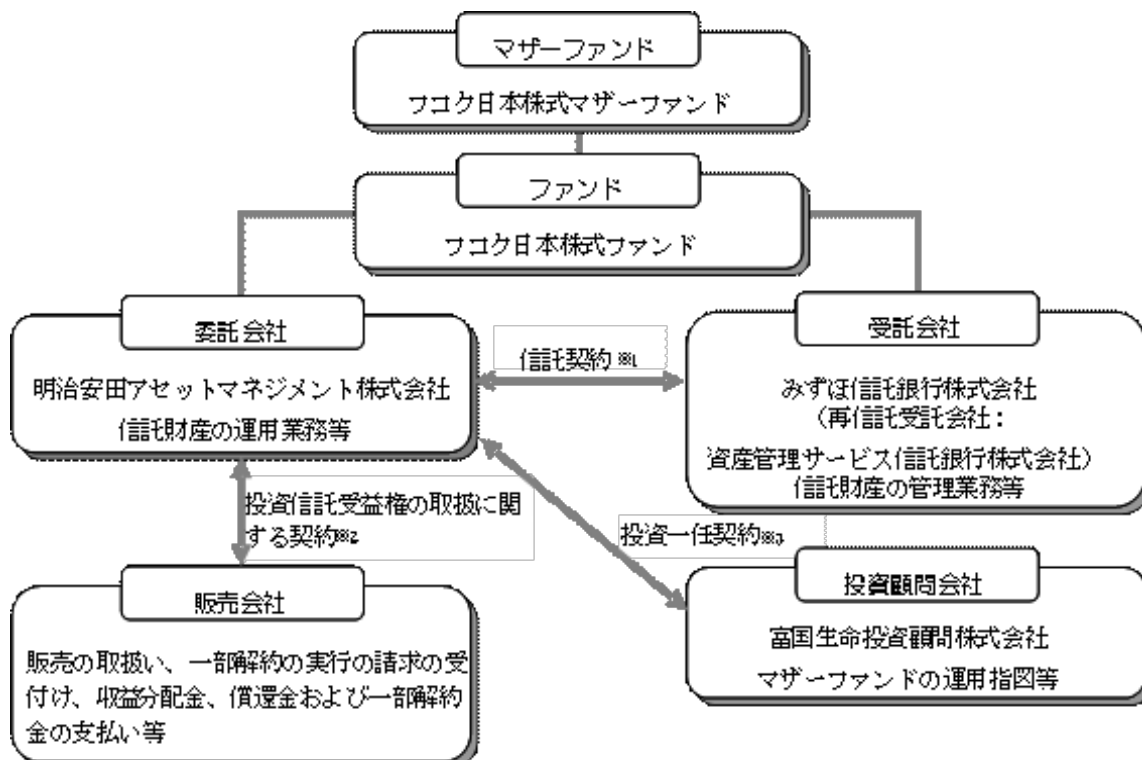 マザーファンド
フコク日本株式マザーファンド
ファンド
フコク日本株式ファンド
委託会社
明治安田アセットマネジメント株式会社
信託財産の運用業務等
信託契約※1
受託会社
みずほ信託銀行株式会社
(再信託受託会社:
資産管理サービス信託銀行株式会社)
信託財産の管理業務等
投資信託受益権の取扱に関
する契約※2
投資一任契約※3
販売会社
販売の取扱い、一部解約の実行の請求の受
付け、収益分配金、償還金および一部解約
金の支払い等
投資顧問会社
富国生命投資顧問株式会社
マザーファンドの運用指図等